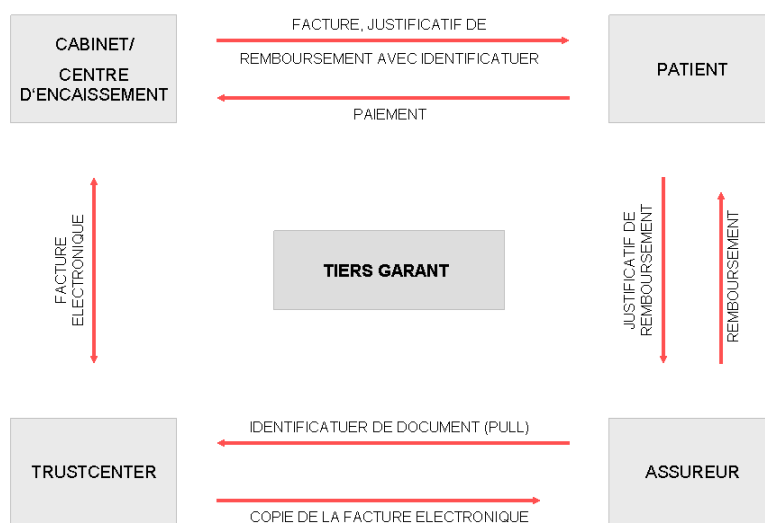 FACTURE, JUSTIFICATIF DE
REMBOURSEMENT AVEC IDENTIFICATUER
CABINET/
CENTRE
D'ENCAISSEMENT
PATIENT
PAIEMENT
FACTURE
ELECTRONIQUE
TIERS GARANT
JUSTIFICATIF DE
REMBOURSEMENT
REMBOURSEMENT
IDENTIFICATUER DE DOCUMENT (PULL)
TRUSTCENTER
ASSUREUR
COPIE DE LA FACTURE ELECTRONIQUE